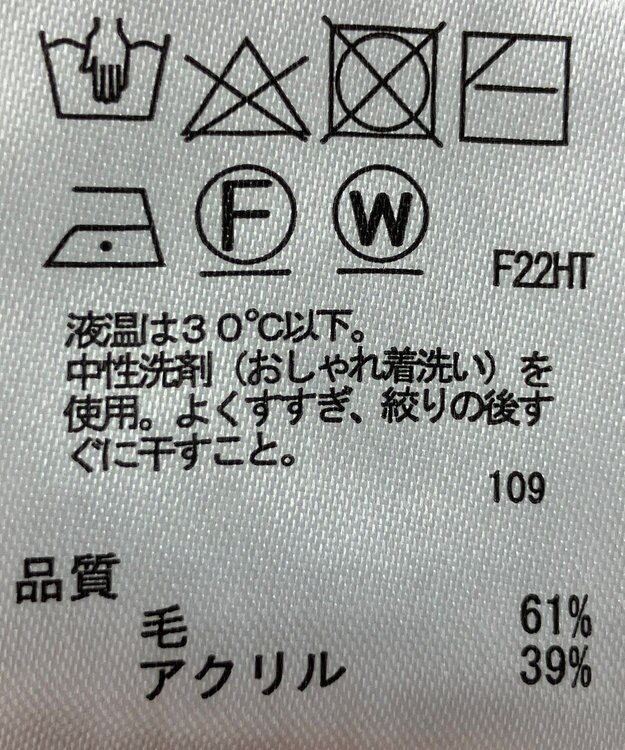 F W
F22HT
液温は30℃以下。
中性洗剤（おしゃれ着洗い）を
使用。よくすすぎ、絞りの後す
ぐに干すこと。
109
品質
毛 61%
アクリル 39%